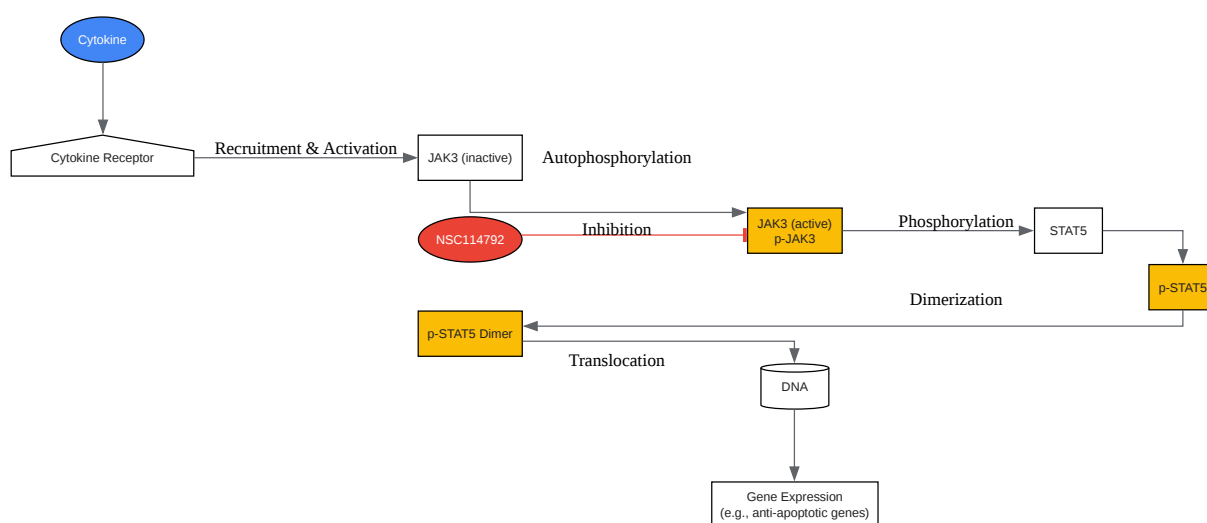 Cytokine
Cytokine Receptor
Recruitment & Activation
JAK3 (inactive)
Autophosphorylation
NSC114792
Inhibition
JAK3 (active)
p-JAK3
Phosphorylation
STAT5
p-STAT5
Dimerization
p-STAT5 Dimer
Translocation
DNA
Gene Expression
(e.g., anti-apoptotic genes)